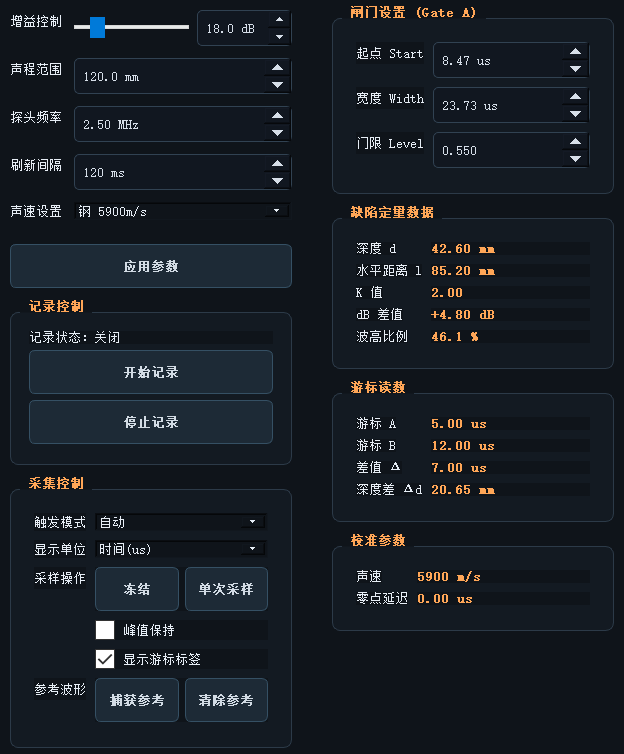 增益控制 18.0 dB
声程范围 120.0 mm
探头频率 2.50 MHz
刷新间隔 120 ms
声速设置 钢 5900m/s
应用参数
记录控制
记录状态: 关闭
开始记录
停止记录
采集控制
触发模式 自动
显示单位 时间(us)
采样操作 冻结 单次采样
峰值保持
显示游标标签
参考波形 捕获参考 清除参考
闸门设置 (Gate A)
起点 Start 8.47 us
宽度 Width 23.73 us
门限 Level 0.550
缺陷定量数据
深度 d 42.60 mm
水平距离 l 85.20 mm
K 值 2.00
dB 差值 +4.80 dB
波高比例 46.1 %
游标读数
游标 A 5.00 us
游标 B 12.00 us
差值 Δ 7.00 us
深度差 Δd 20.65 mm
校准参数
声速 5900 m/s
零点延迟 0.00 us